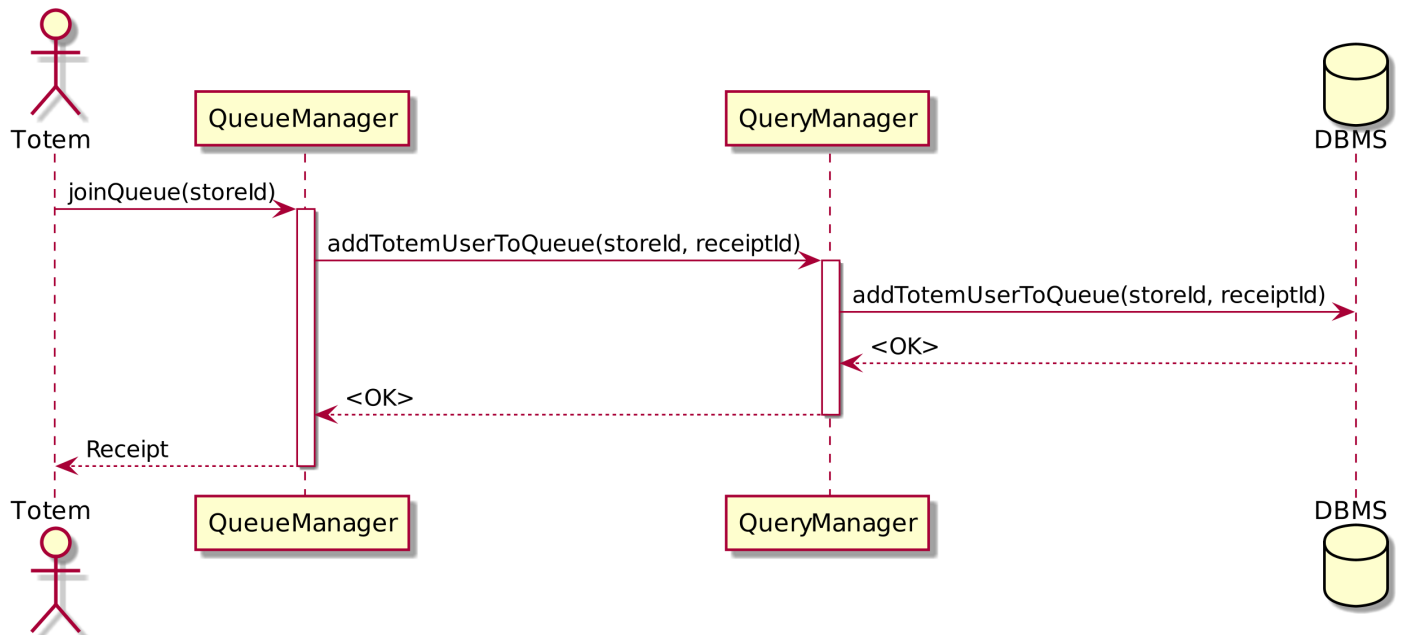 Totem
QueueManager
QueryManager
DBMS
joinQueue(storeId)
addTotemUserToQueue(storeId, receiptId)
addTotemUserToQueue(storeId, receiptId)
<OK>
<OK>
Receipt
Totem
QueueManager
QueryManager
DBMS